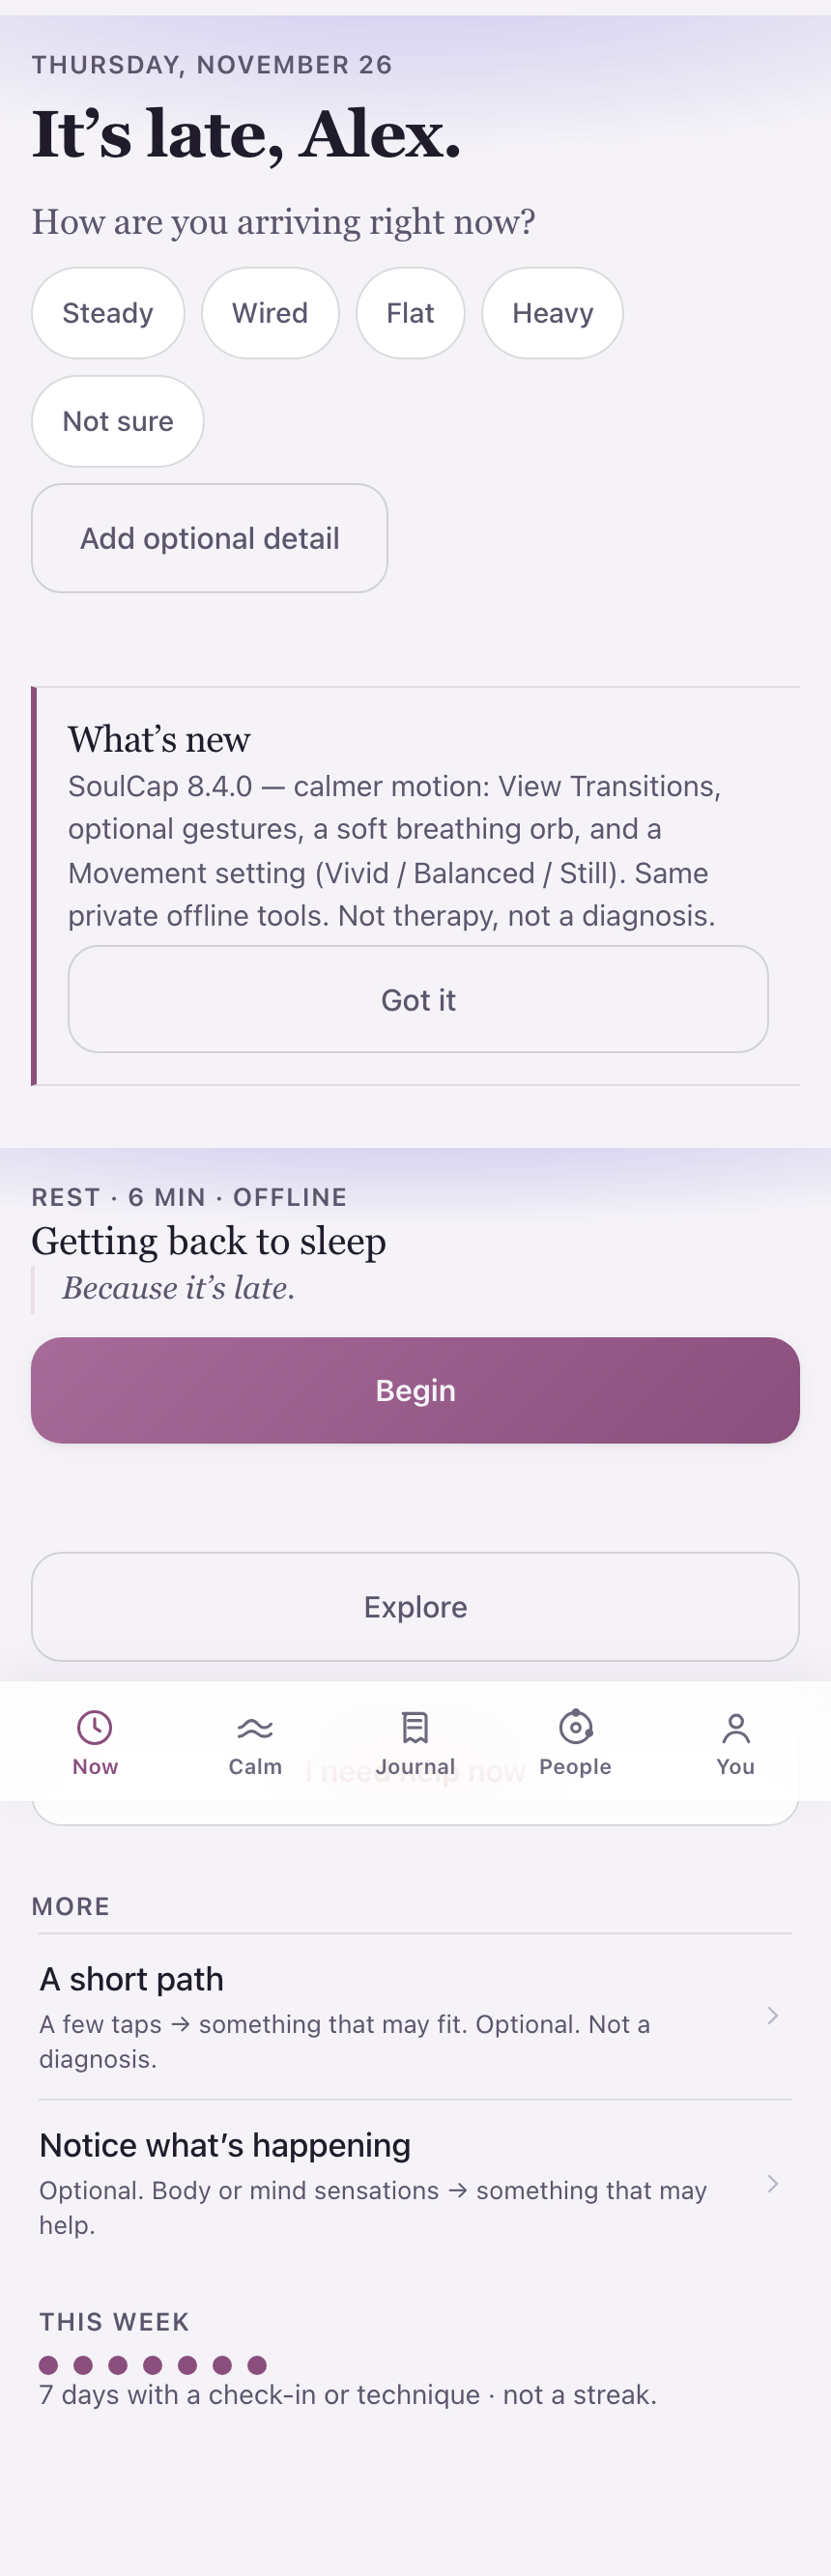 THURSDAY, NOVEMBER 26
It’s late, Alex.
How are you arriving right now?
Steady
Wired
Flat
Heavy
Not sure
Add optional detail
What’s new
SoulCap 8.4.0 — calmer motion: View Transitions,
optional gestures, a soft breathing orb, and a
Movement setting (Vivid / Balanced / Still). Same
private offline tools. Not therapy, not a diagnosis.
Got it
REST · 6 MIN · OFFLINE
Getting back to sleep
Because it’s late.
Begin
Explore
I need help now
Now
Calm
Journal
People
You
MORE
A short path
A few taps → something that may fit. Optional. Not a
diagnosis.
Notice what’s happening
Optional. Body or mind sensations → something that may
help.
THIS WEEK
7 days with a check-in or technique · not a streak.